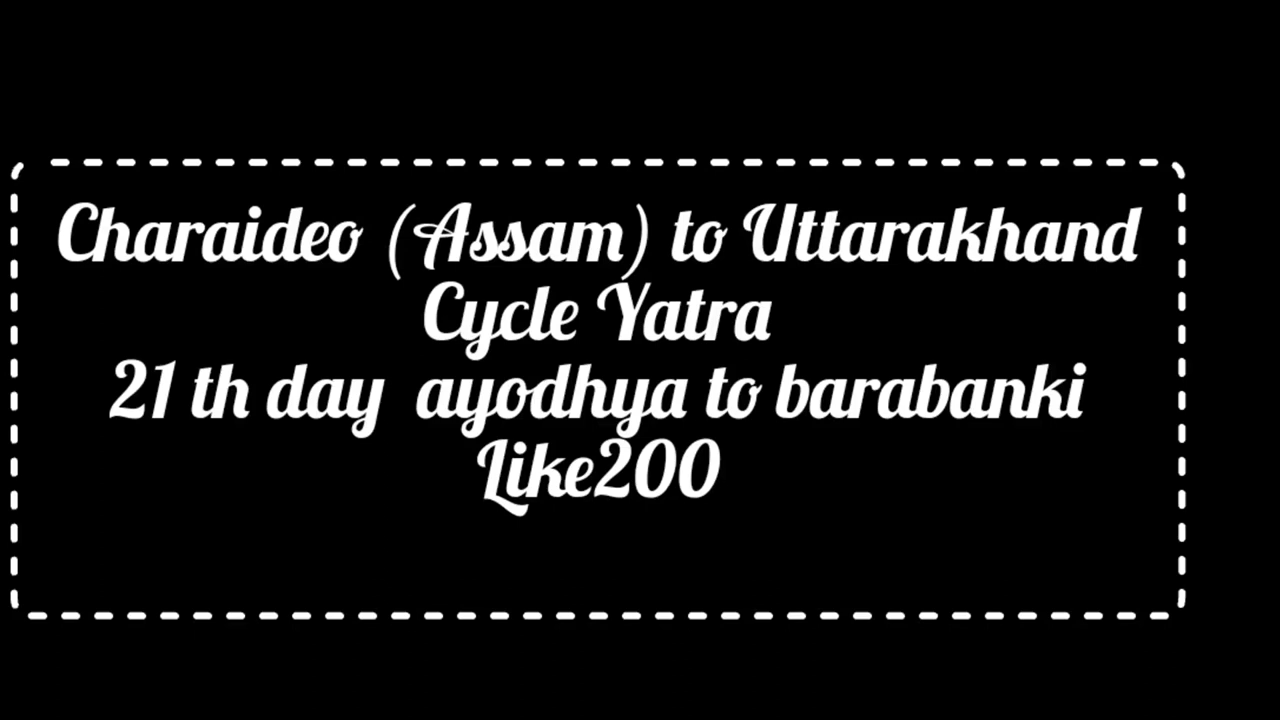 Charaideo (Assam) to Uttarakhand
Cycle Yatra
21 th day ayodhya to barabanki
Like200